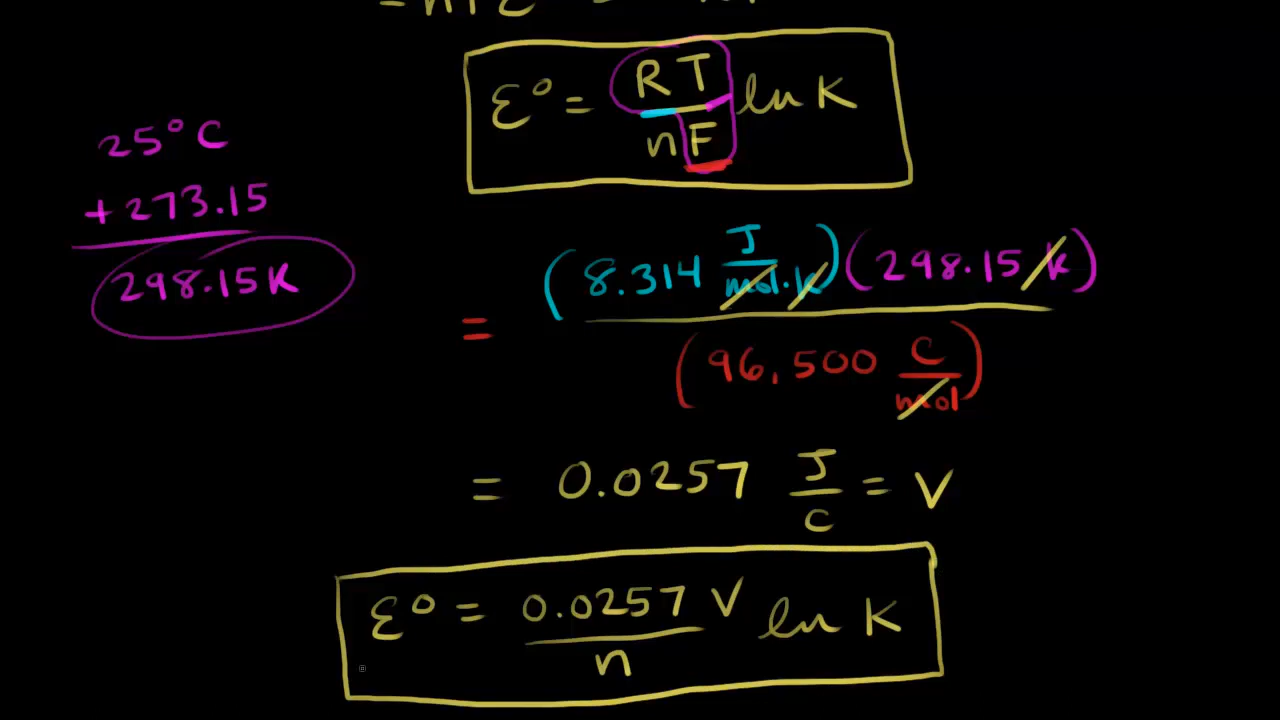 = nFE
ε° = RT/nF ln K
25°C
+273.15
298.15K
= (8.314 J/mol·K)(298.15 K)/(96,500 C/mol)
= 0.0257 J/C = V
ε° = 0.0257 V/n ln K